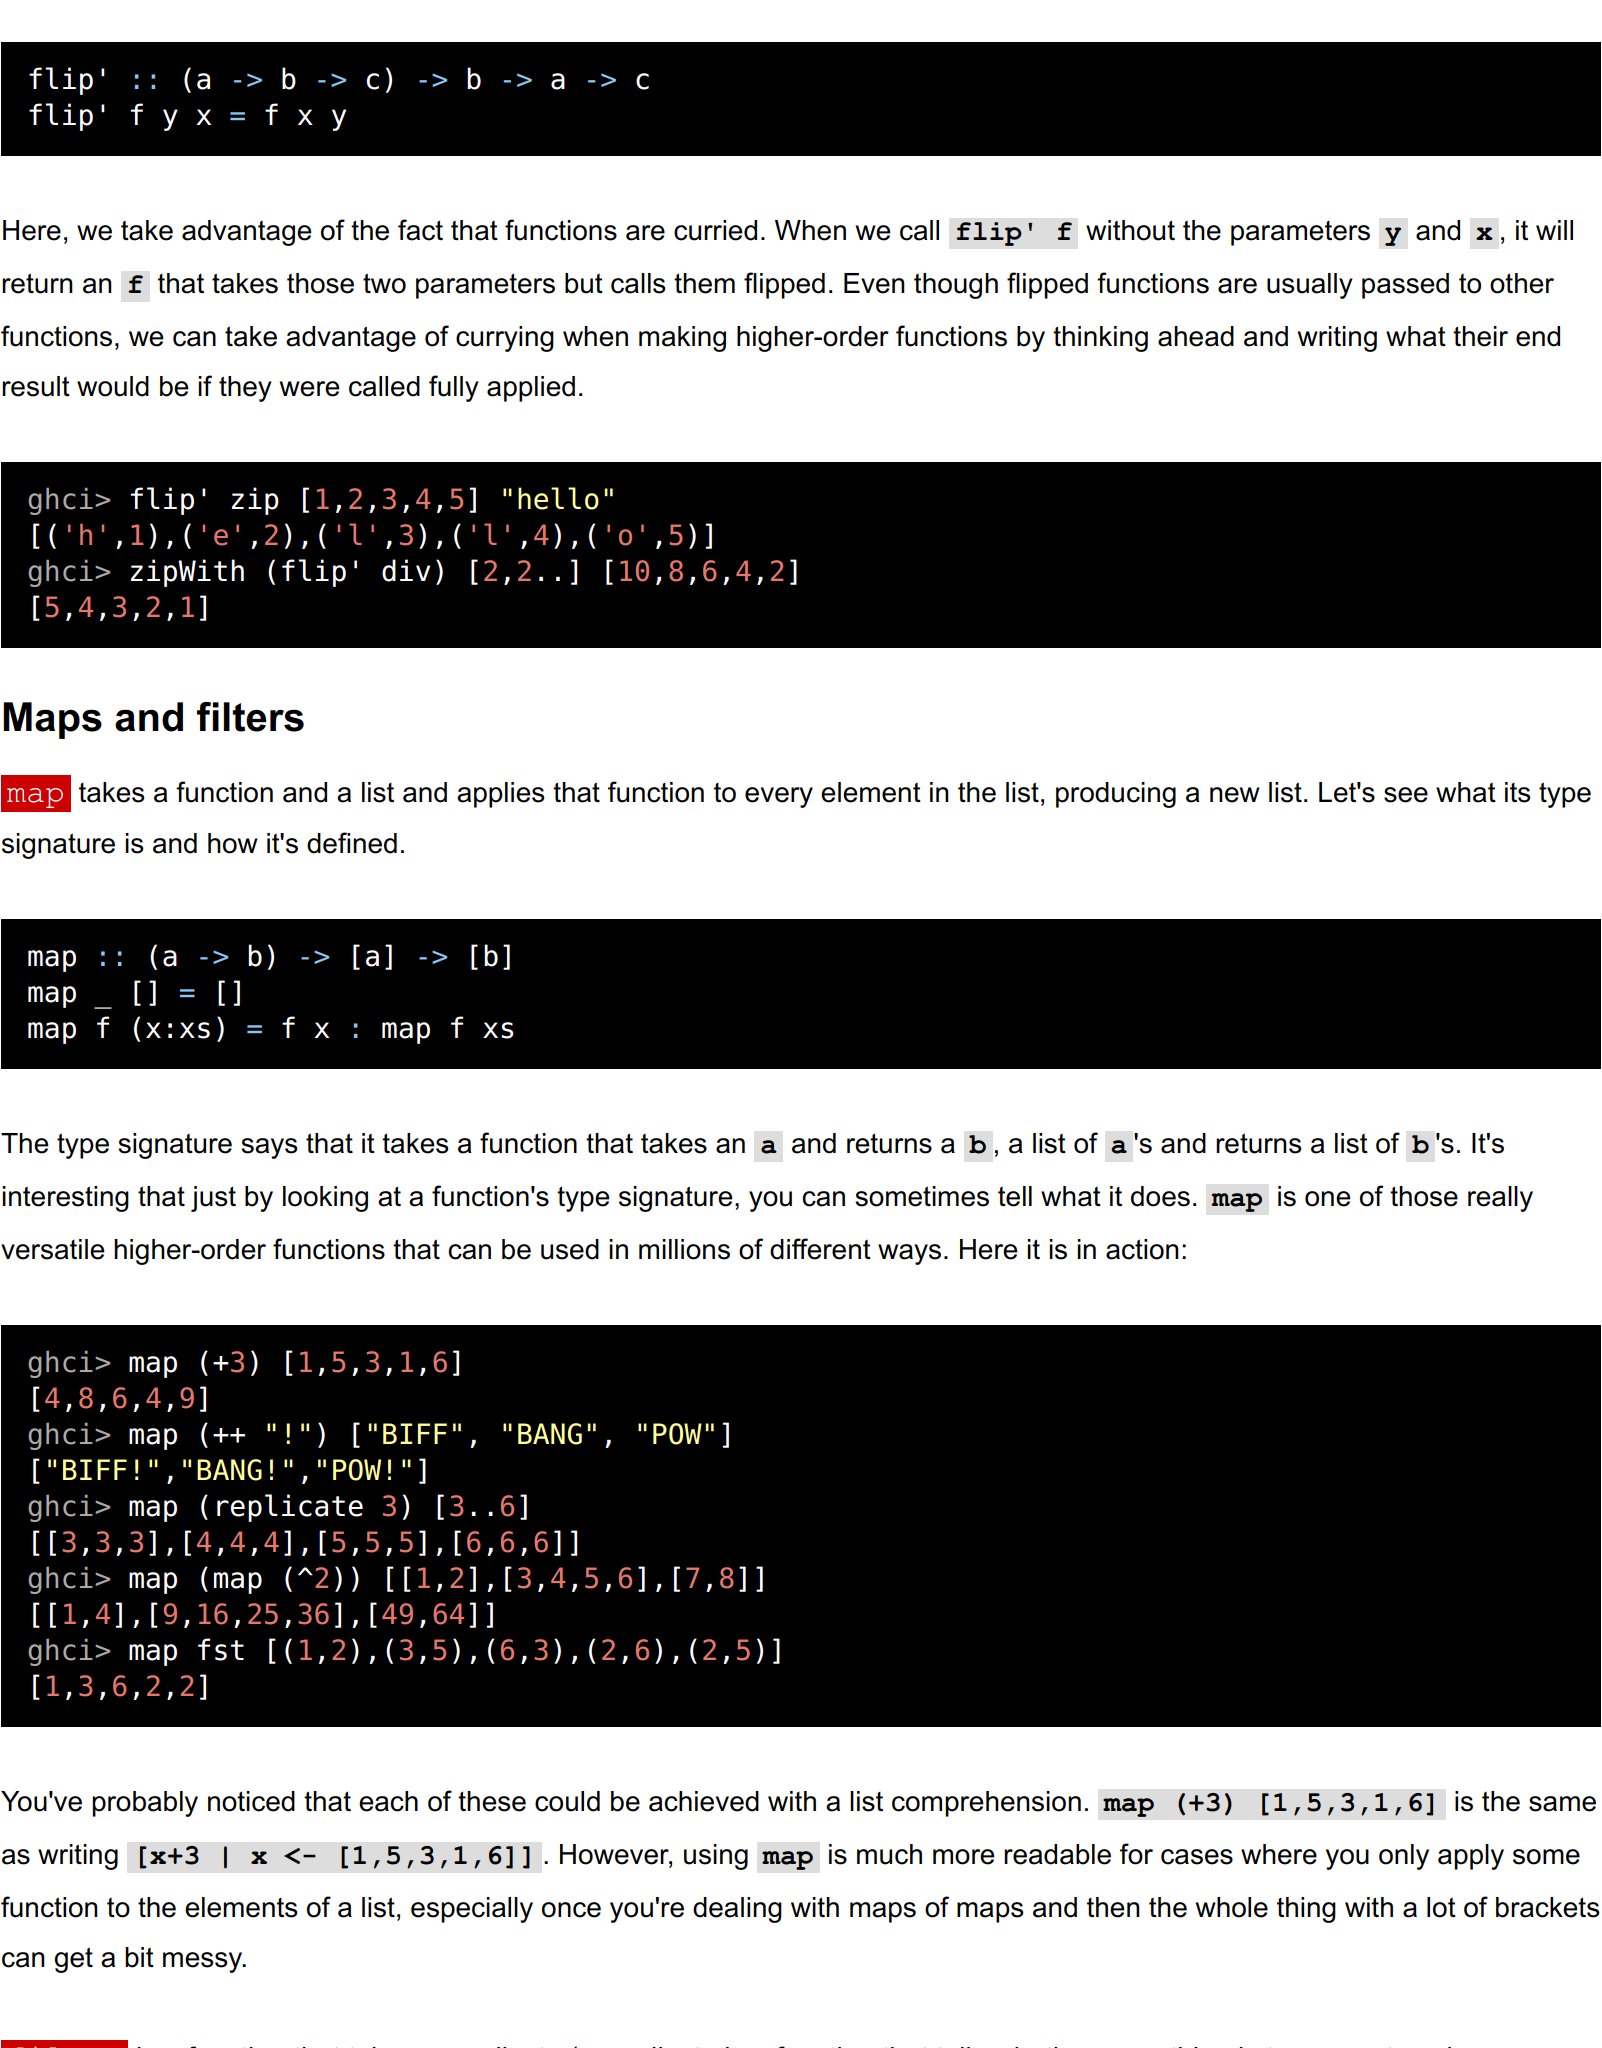 flip' :: (a -> b -> c) -> b -> a -> c
flip' f y x = f x y
Here, we take advantage of the fact that functions are curried. When we call flip' f without the parameters y and x, it will
return an f that takes those two parameters but calls them flipped. Even though flipped functions are usually passed to other
functions, we can take advantage of currying when making higher-order functions by thinking ahead and writing what their end
result would be if they were called fully applied.
ghci> flip' zip [1,2,3,4,5] "hello"
[('h',1),('e',2),('l',3),('l',4),('o',5)]
ghci> zipWith (flip' div) [2,2..] [10,8,6,4,2]
[5,4,3,2,1]
Maps and filters
map takes a function and a list and applies that function to every element in the list, producing a new list. Let's see what its type
signature is and how it's defined.
map :: (a -> b) -> [a] -> [b]
map _ [] = []
map f (x:xs) = f x : map f xs
The type signature says that it takes a function that takes an a and returns a b, a list of a's and returns a list of b's. It's
interesting that just by looking at a function's type signature, you can sometimes tell what it does. map is one of those really
versatile higher-order functions that can be used in millions of different ways. Here it is in action:
ghci> map (+3) [1,5,3,1,6]
[4,8,6,4,9]
ghci> map (++ "!") ["BIFF", "BANG", "POW"]
["BIFF!","BANG!","POW!"]
ghci> map (replicate 3) [3..6]
[[3,3,3],[4,4,4],[5,5,5],[6,6,6]]
ghci> map (map (^2)) [[1,2],[3,4,5,6],[7,8]]
[[1,4],[9,16,25,36],[49,64]]
ghci> map fst [(1,2),(3,5),(6,3),(2,6),(2,5)]
[1,3,6,2,2]
You've probably noticed that each of these could be achieved with a list comprehension. map (+3) [1,5,3,1,6] is the same
as writing [x+3 | x <- [1,5,3,1,6]]. However, using map is much more readable for cases where you only apply some
function to the elements of a list, especially once you're dealing with maps of maps and then the whole thing with a lot of brackets
can get a bit messy.